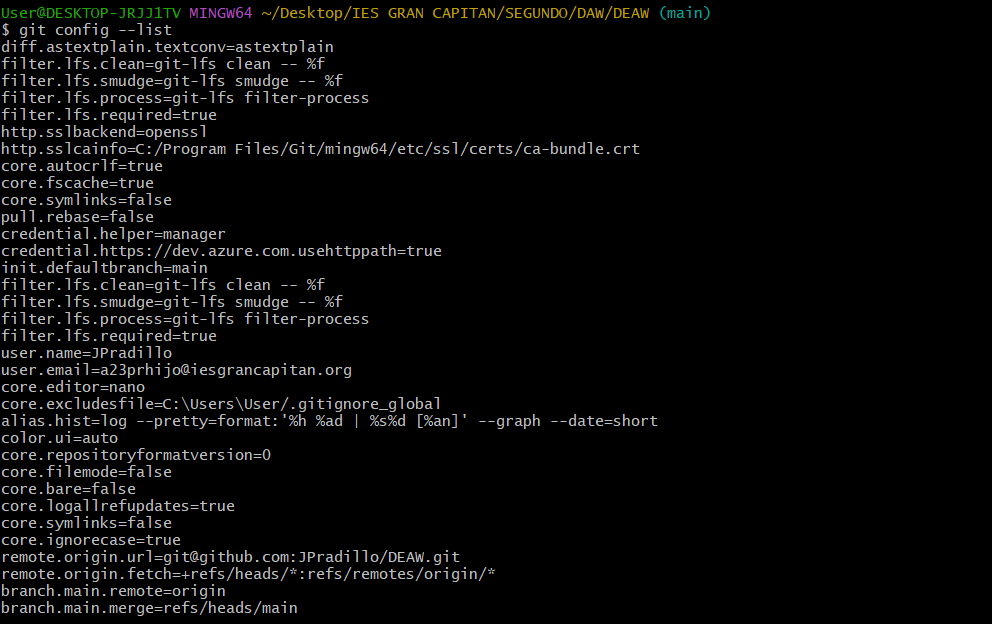 User@DESKTOP-JRJJ1TV MINGW64 ~/Desktop/IES GRAN CAPITAN/SEGUNDO/DAW/DEAW (main)
$ git config --list
diff.astextplain.textconv=astextplain
filter.lfs.clean=git-lfs clean -- %f
filter.lfs.smudge=git-lfs smudge -- %f
filter.lfs.process=git-lfs filter-process
filter.lfs.required=true
http.sslbackend=openssl
http.sslcainfo=C:/Program Files/Git/mingw64/etc/ssl/certs/ca-bundle.crt
core.autocrlf=true
core.fscache=true
core.symlinks=false
pull.rebase=false
credential.helper=manager
credential.https://dev.azure.com.usehttppath=true
init.defaultbranch=main
filter.lfs.clean=git-lfs clean -- %f
filter.lfs.smudge=git-lfs smudge -- %f
filter.lfs.process=git-lfs filter-process
filter.lfs.required=true
user.name=JPradillo
user.email=a23prhijo@iesgrancapitan.org
core.editor=nano
core.excludesfile=C:\Users\User/.gitignore_global
alias.hist=log --pretty=format:'%h %ad | %s%d [%an]' --graph --date=short
color.ui=auto
core.repositoryformatversion=0
core.filemode=false
core.bare=false
core.logallrefupdates=true
core.symlinks=false
core.ignorecase=true
remote.origin.url=git@github.com:JPradillo/DEAW.git
remote.origin.fetch=+refs/heads/*:refs/remotes/origin/*
branch.main.remote=origin
branch.main.merge=refs/heads/main